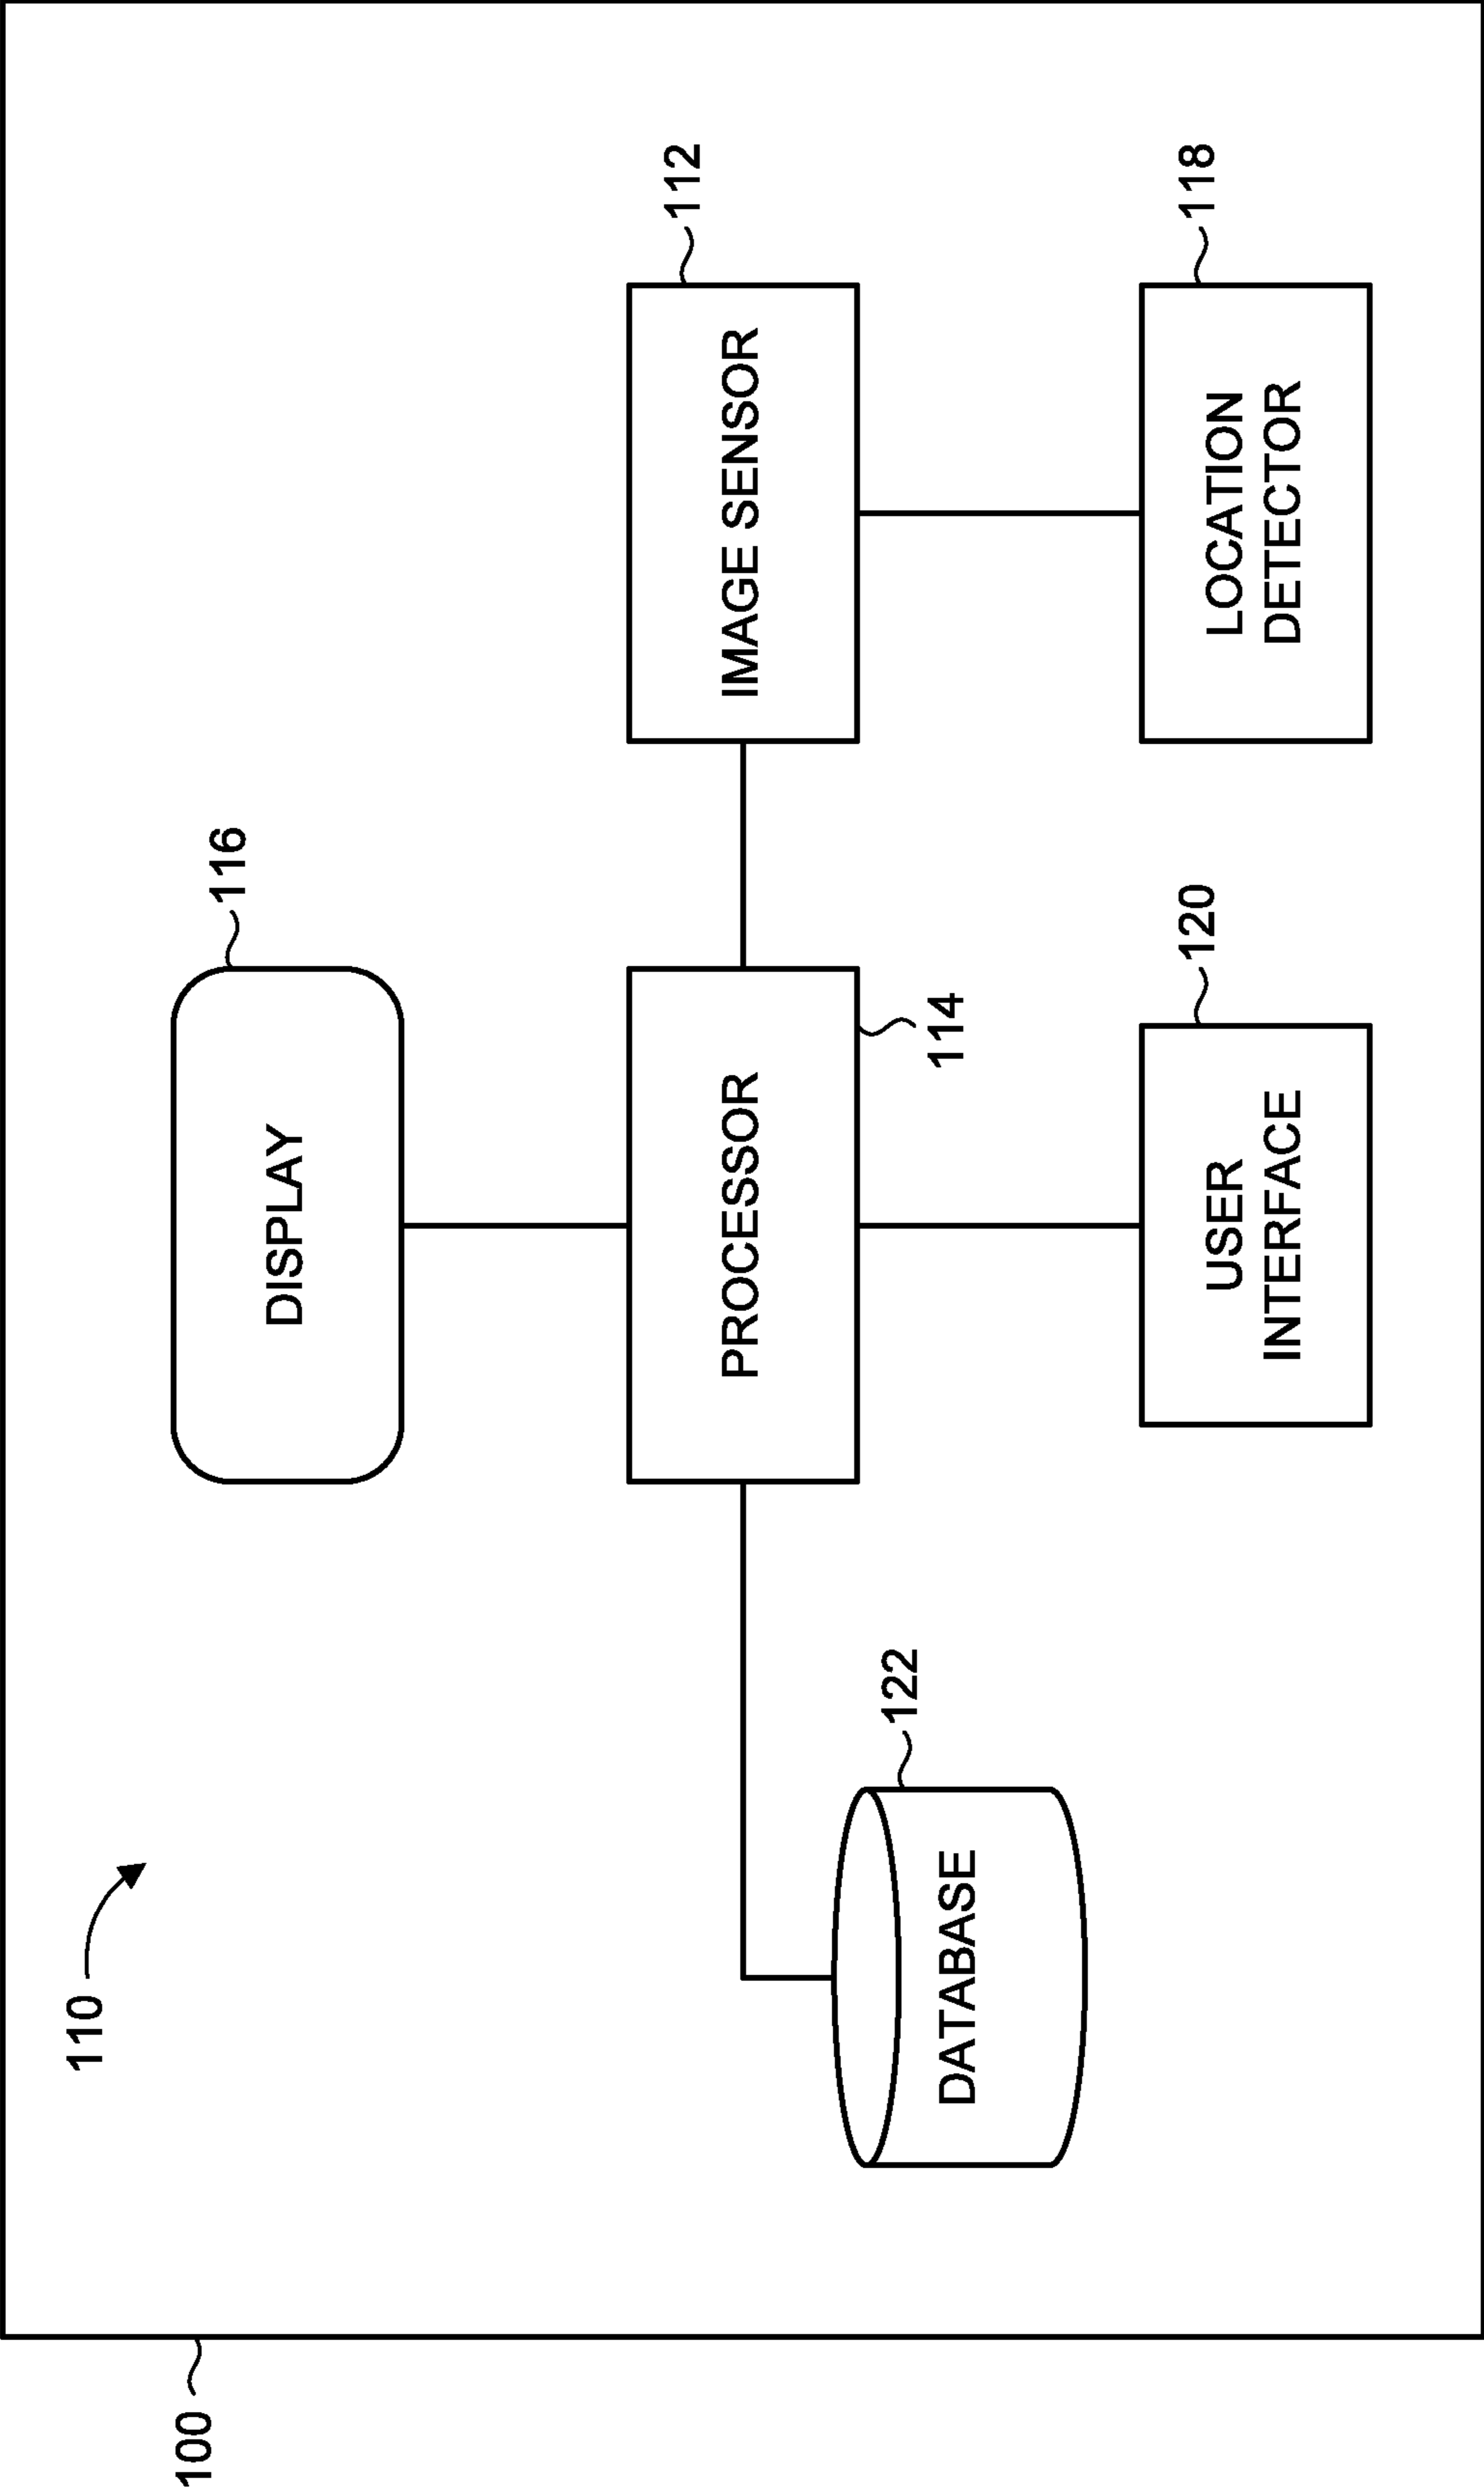 110
100
116
DISPLAY
112
PROCESSOR
IMAGE SENSOR
122
114
DATABASE
120
USER
INTERFACE
118
LOCATION
DETECTOR